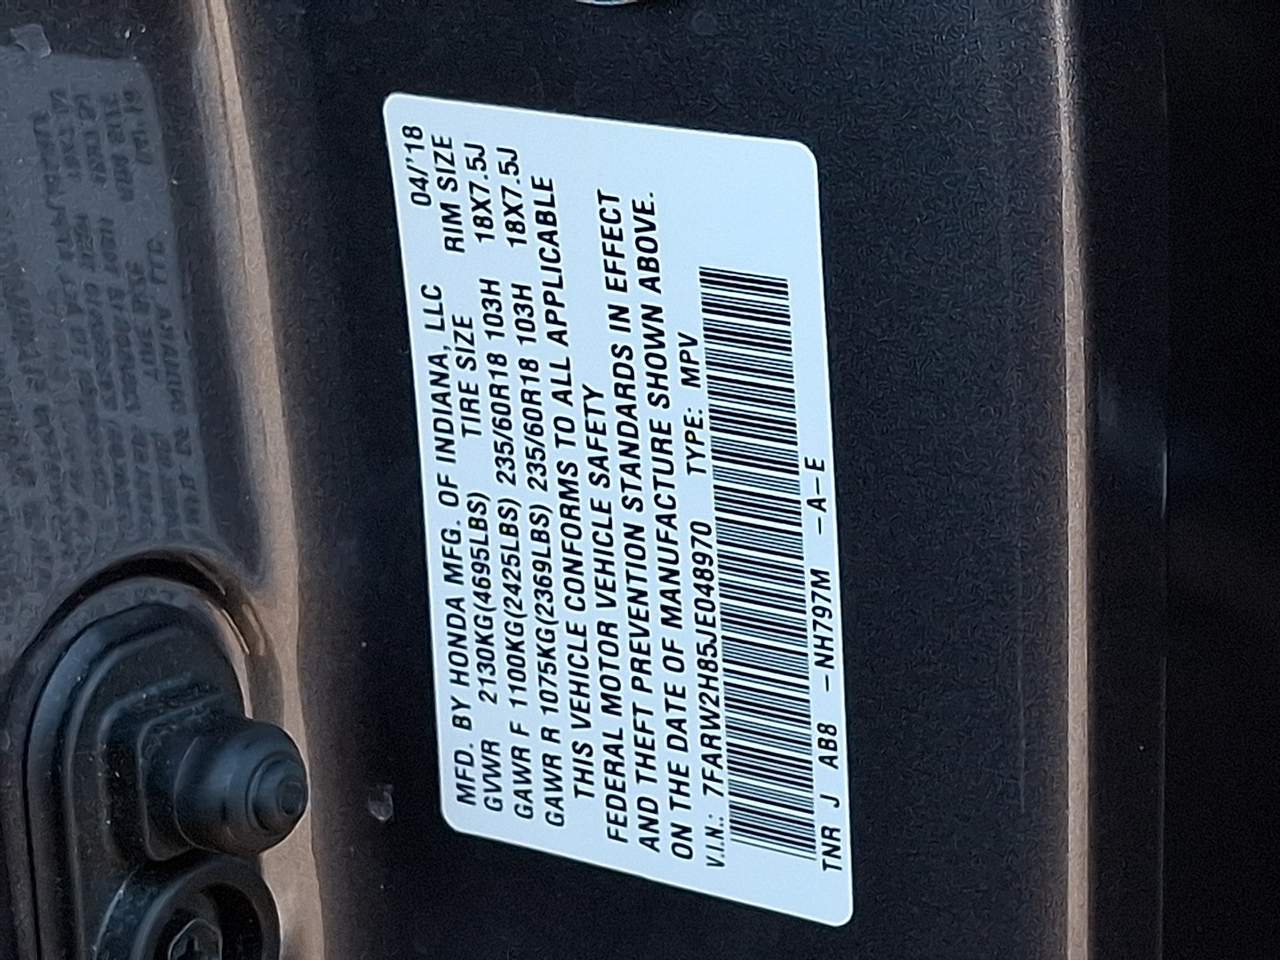 MFD. BY HONDA MFG. OF INDIANA, LLC 04/'18
GVWR 2130KG(4695LBS) TIRE SIZE RIM SIZE
GAWR F 1100KG(2425LBS) 235/60R18 103H 18X7.5J
GAWR R 1075KG(2369LBS) 235/60R18 103H 18X7.5J
THIS VEHICLE CONFORMS TO ALL APPLICABLE
FEDERAL MOTOR VEHICLE SAFETY
AND THEFT PREVENTION STANDARDS IN EFFECT
ON THE DATE OF MANUFACTURE SHOWN ABOVE.
V.I.N.: 7FARW2H85JE048970 TYPE: MPV
TNR J AB8 -NH797M -A-E